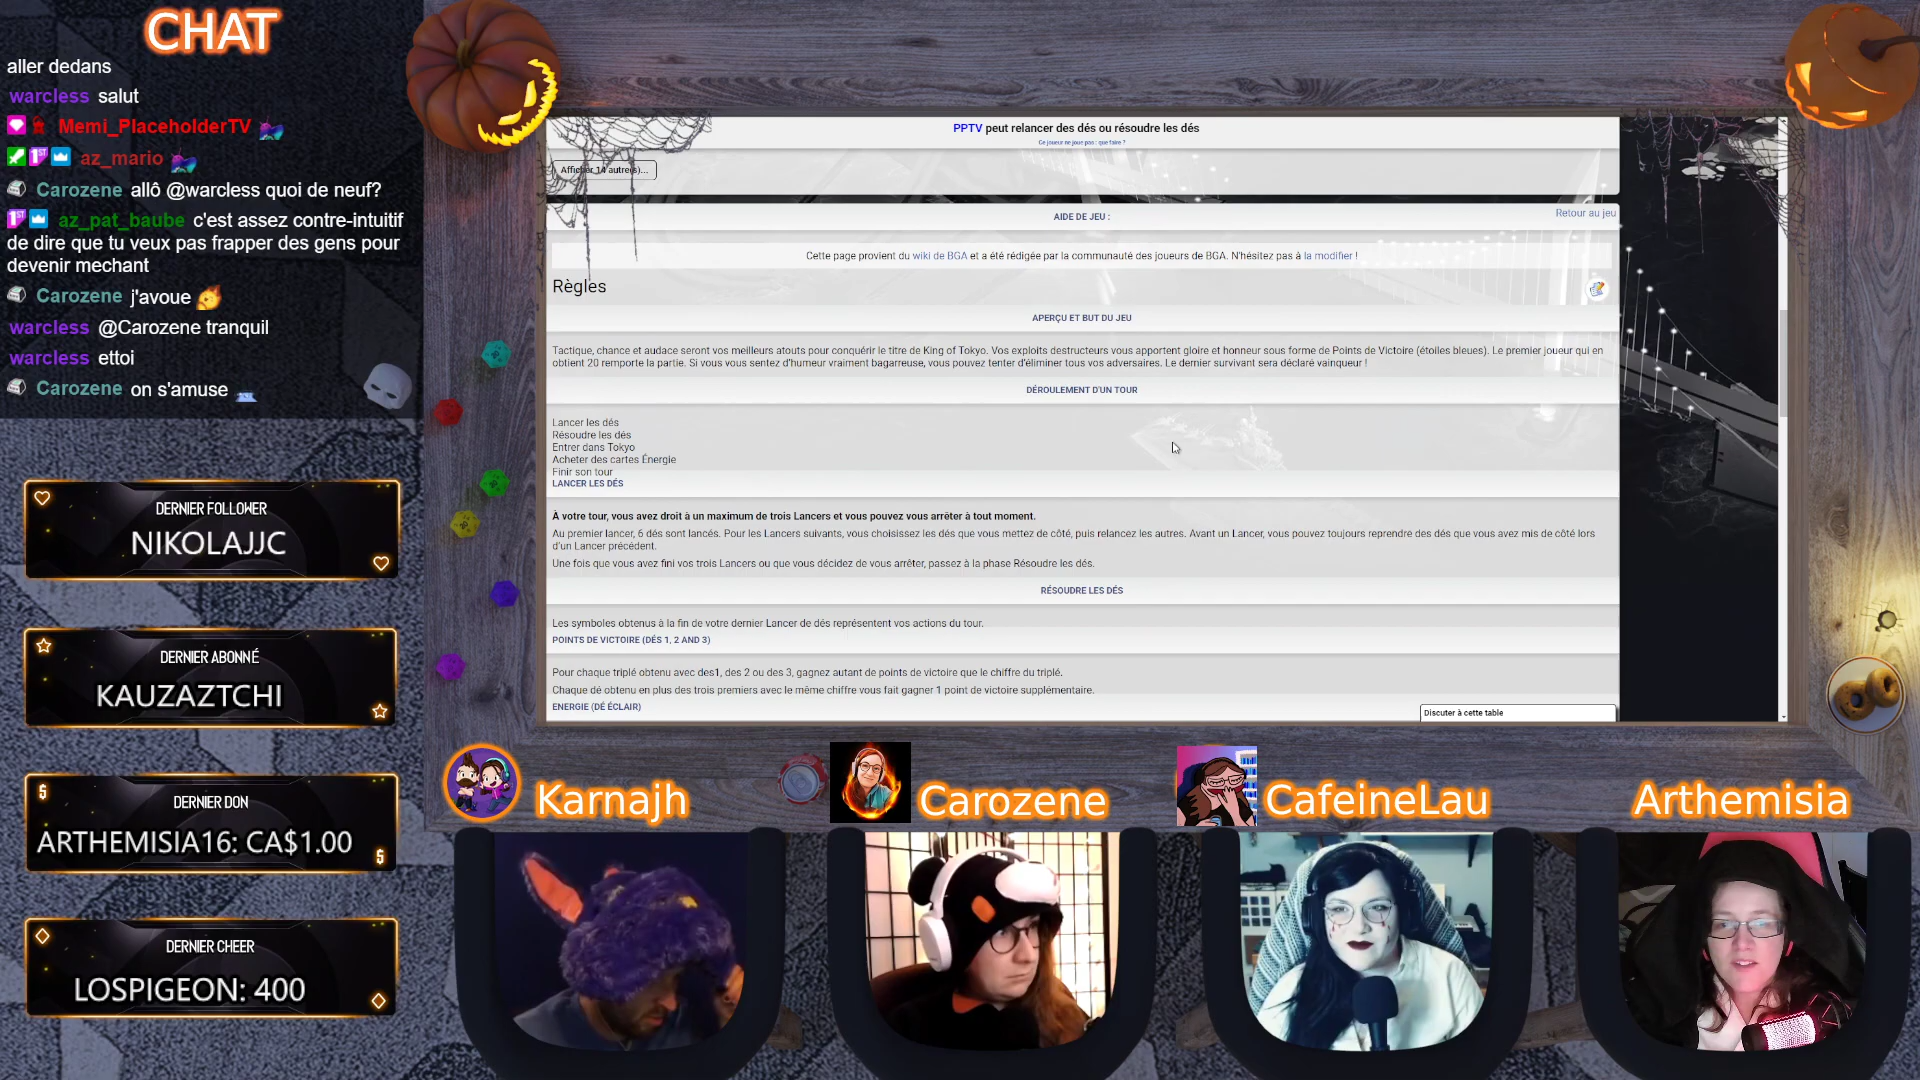 CHAT
aller dedans
warcless salut
Memi_PlaceholderTV
az_mario
Carozene allô @warcless quoi de neuf?
az_pat_baube c'est assez contre-intuitif
de dire que tu veux pas frapper des gens pour
devenir mechant
Carozene j'avoue
warcless @Carozene tranquil
warcless ettoi
Carozene on s'amuse
DERNIER FOLLOWER
NIKOLAJJC
DERNIER ABONNÉ
KAUZAZTCHI
DERNIER DON
ARTHEMISIA16: CA$1.00
DERNIER CHEER
LOSPIGEON: 400
PPTV peut relancer des dés ou résoudre les dés
Ce joueur ne joue pas : que faire ?
Afficher 14 autre(s)...
AIDE DE JEU :
Retour au jeu
Cette page provient du wiki de BGA et a été rédigée par la communauté des joueurs de BGA. N'hésitez pas à la modifier !
Règles
APERÇU ET BUT DU JEU
Tactique, chance et audace seront vos meilleurs atouts pour conquérir le titre de King of Tokyo. Vos exploits destructeurs vous apportent gloire et honneur sous forme de Points de Victoire (étoiles bleues). Le premier joueur qui en
obtient 20 remporte la partie. Si vous vous sentez d'humeur vraiment bagarreuse, vous pouvez tenter d'éliminer tous vos adversaires. Le dernier survivant sera déclaré vainqueur !
DÉROULEMENT D'UN TOUR
Lancer les dés
Résoudre les dés
Entrer dans Tokyo
Acheter des cartes Énergie
Finir son tour
LANCER LES DÉS
À votre tour, vous avez droit à un maximum de trois Lancers et vous pouvez vous arrêter à tout moment.
Au premier lancer, 6 dés sont lancés. Pour les Lancers suivants, vous choisissez les dés que vous mettez de côté, puis relancez les autres. Avant un Lancer, vous pouvez toujours reprendre des dés que vous avez mis de côté lors
d'un Lancer précédent.
Une fois que vous avez fini vos trois Lancers ou que vous décidez de vous arrêter, passez à la phase Résoudre les dés.
RÉSOUDRE LES DÉS
Les symboles obtenus à la fin de votre dernier Lancer de dés représentent vos actions du tour.
POINTS DE VICTOIRE (DÉS 1, 2 AND 3)
Pour chaque triplé obtenu avec des1, des 2 ou des 3, gagnez autant de points de victoire que le chiffre du triplé.
Chaque dé obtenu en plus des trois premiers avec le même chiffre vous fait gagner 1 point de victoire supplémentaire.
ENERGIE (DÉ ÉCLAIR)
Discuter à cette table
Karnajh
Carozene
CafeineLau
Arthemisia